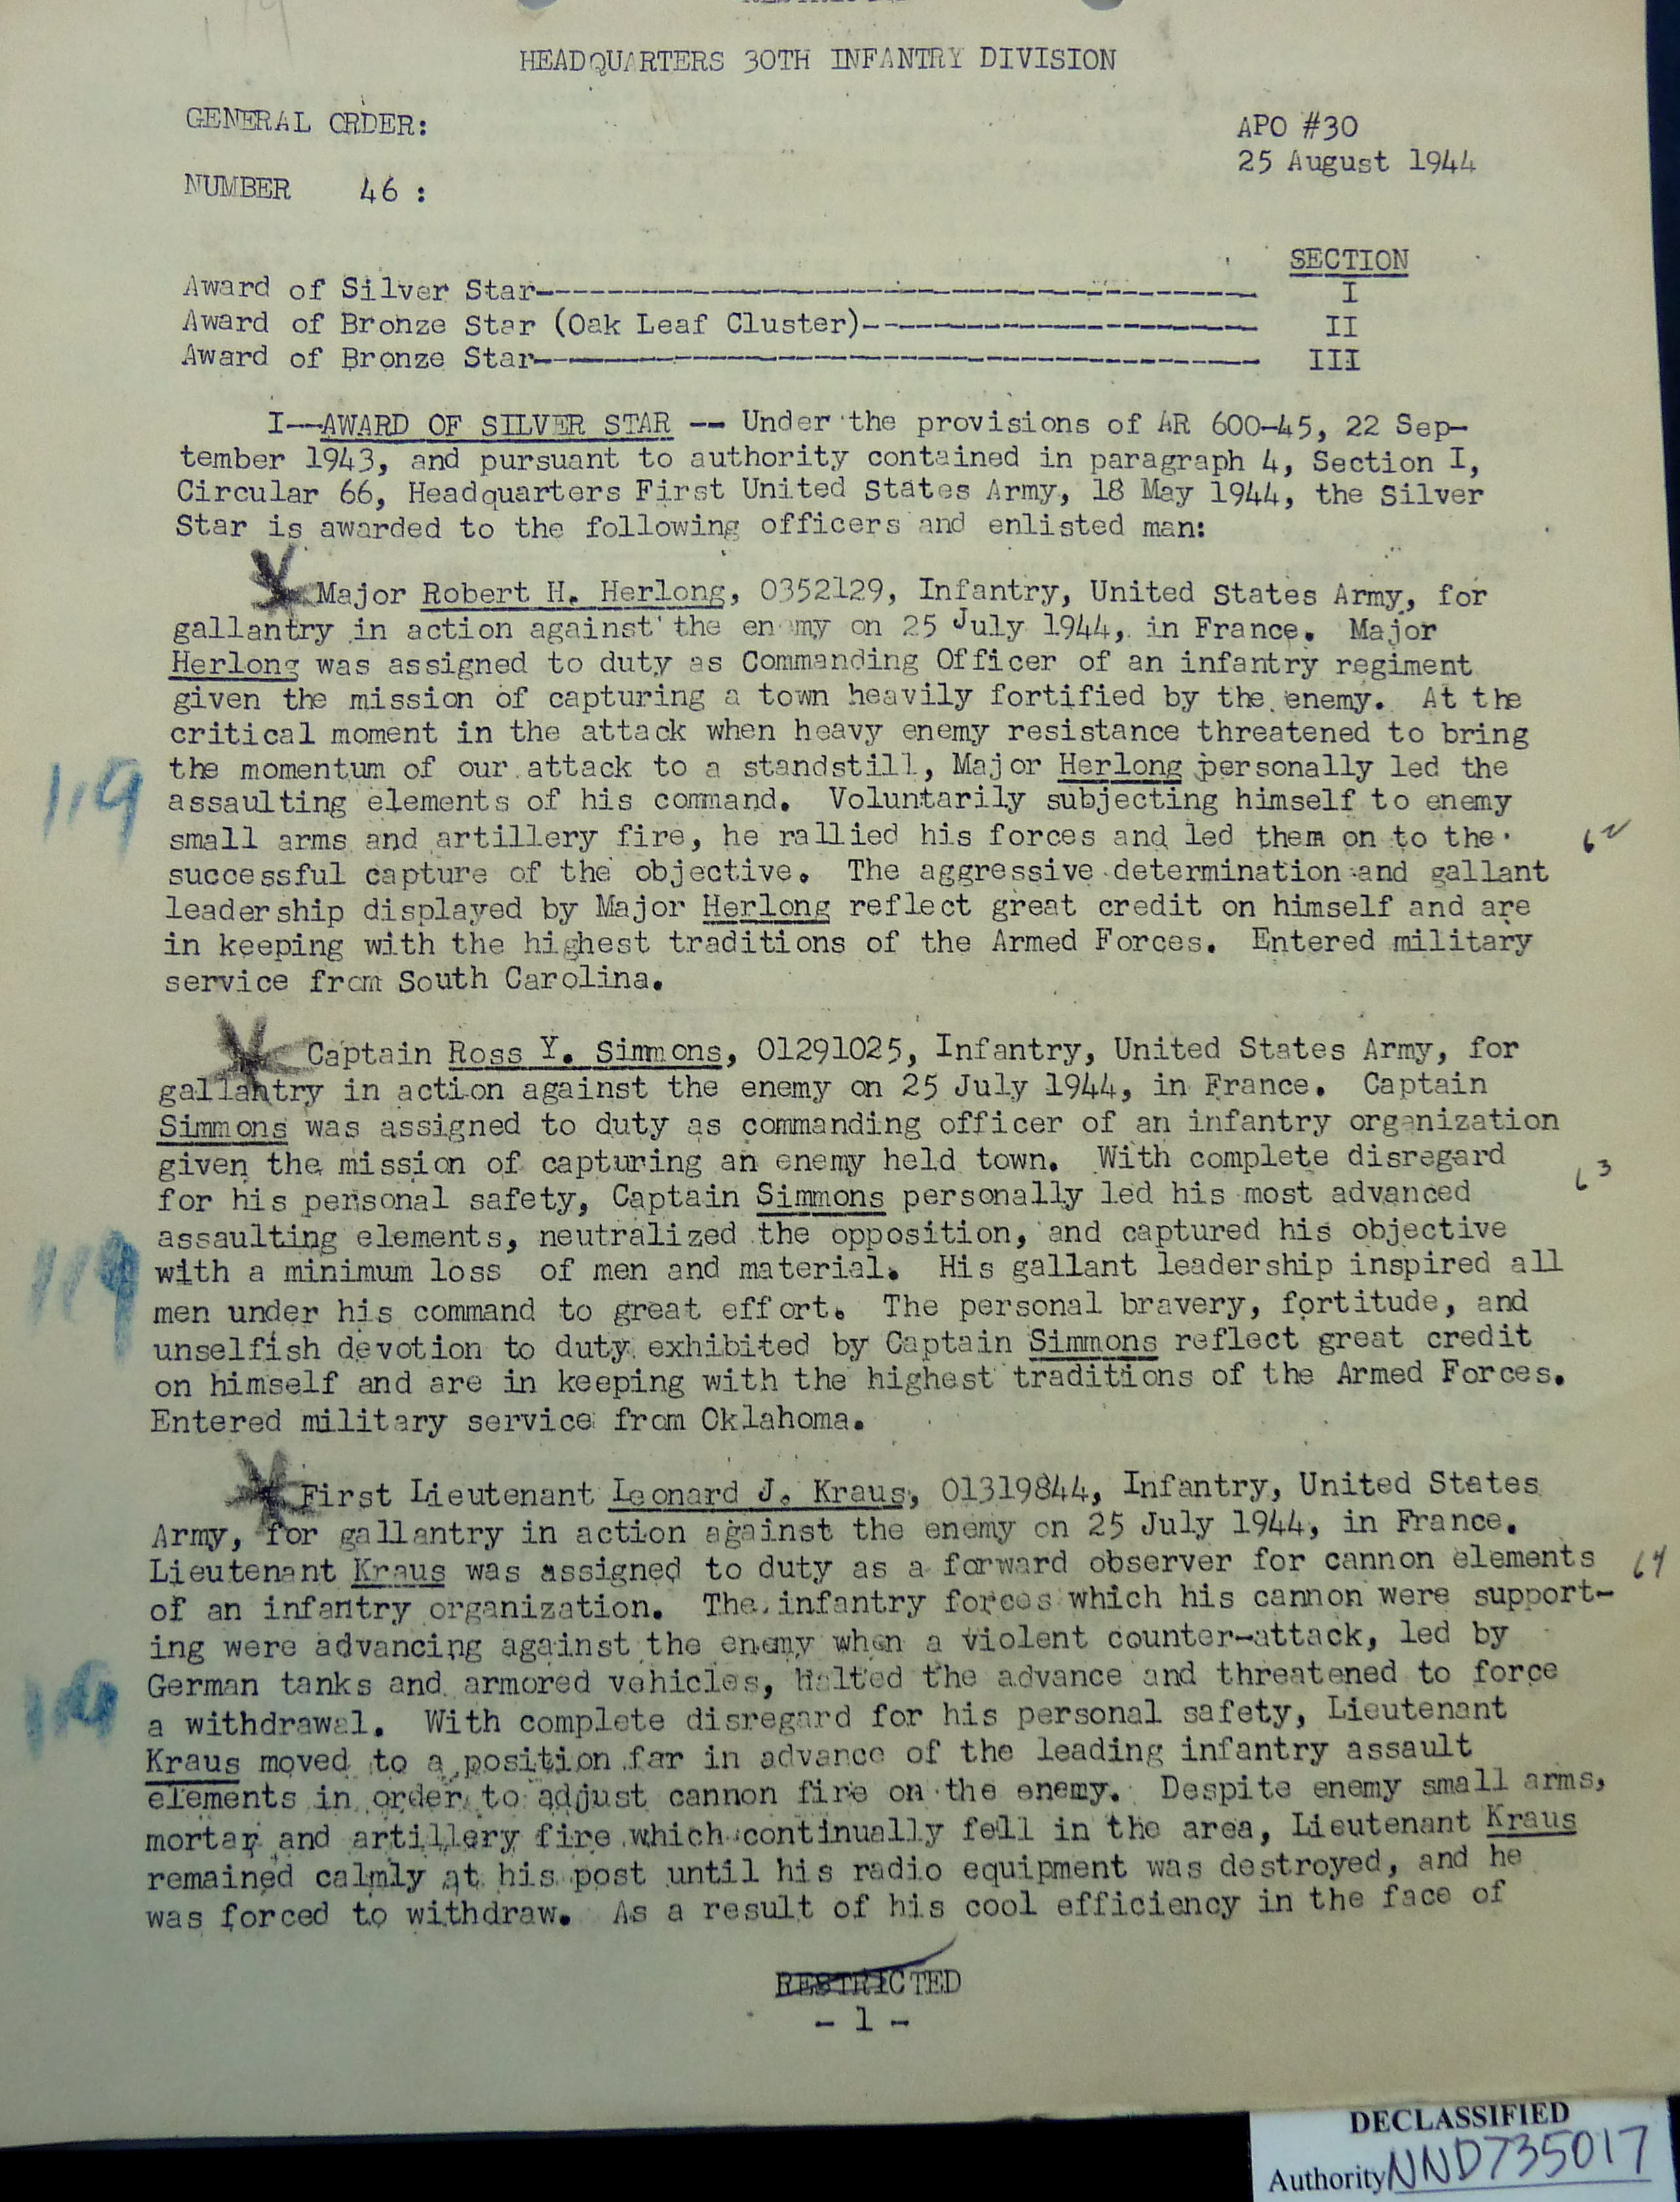 HEADQUARTERS 30TH INFANTRY DIVISION
GENERAL ORDER:
APO #30
25 August 1944
NUMBER 46 :
SECTION
Award of Silver Star--------------------------------------------- I
Award of Bronze Star (Oak Leaf Cluster)------------------------- II
Award of Bronze Star--------------------------------------------- III
I--AWARD OF SILVER STAR -- Under the provisions of AR 600-45, 22 Sep-
tember 1943, and pursuant to authority contained in paragraph 4, Section I,
Circular 66, Headquarters First United States Army, 18 May 1944, the Silver
Star is awarded to the following officers and enlisted man:
Major Robert H. Herlong, 0352129, Infantry, United States Army, for
gallantry in action against the enemy on 25 July 1944, in France. Major
Herlong was assigned to duty as Commanding Officer of an infantry regiment
given the mission of capturing a town heavily fortified by the enemy. At the
critical moment in the attack when heavy enemy resistance threatened to bring
the momentum of our attack to a standstill, Major Herlong personally led the
119
assaulting elements of his command. Voluntarily subjecting himself to enemy
small arms and artillery fire, he rallied his forces and led them on to the
62
successful capture of the objective. The aggressive determination and gallant
leadership displayed by Major Herlong reflect great credit on himself and are
in keeping with the highest traditions of the Armed Forces. Entered military
service from South Carolina.
Captain Ross Y. Simmons, 01291025, Infantry, United States Army, for
gallantry in action against the enemy on 25 July 1944, in France. Captain
Simmons was assigned to duty as commanding officer of an infantry organization
given the mission of capturing an enemy held town. With complete disregard
63
for his personal safety, Captain Simmons personally led his most advanced
assaulting elements, neutralized the opposition, and captured his objective
119
with a minimum loss of men and material. His gallant leadership inspired all
men under his command to great effort. The personal bravery, fortitude, and
unselfish devotion to duty exhibited by Captain Simmons reflect great credit
on himself and are in keeping with the highest traditions of the Armed Forces.
Entered military service from Oklahoma.
First Lieutenant Leonard J. Kraus, 01319844, Infantry, United States
Army, for gallantry in action against the enemy on 25 July 1944, in France.
Lieutenant Kraus was assigned to duty as a forward observer for cannon elements
64
of an infantry organization. The infantry forces which his cannon were support-
ing were advancing against the enemy when a violent counter-attack, led by
German tanks and armored vehicles, halted the advance and threatened to force
119
a withdrawal. With complete disregard for his personal safety, Lieutenant
Kraus moved to a position far in advance of the leading infantry assault
elements in order to adjust cannon fire on the enemy. Despite enemy small arms,
mortar and artillery fire which continually fell in the area, Lieutenant Kraus
remained calmly at his post until his radio equipment was destroyed, and he
was forced to withdraw. As a result of his cool efficiency in the face of
RESTRICTED
- 1 -
DECLASSIFIED
Authority NND735017